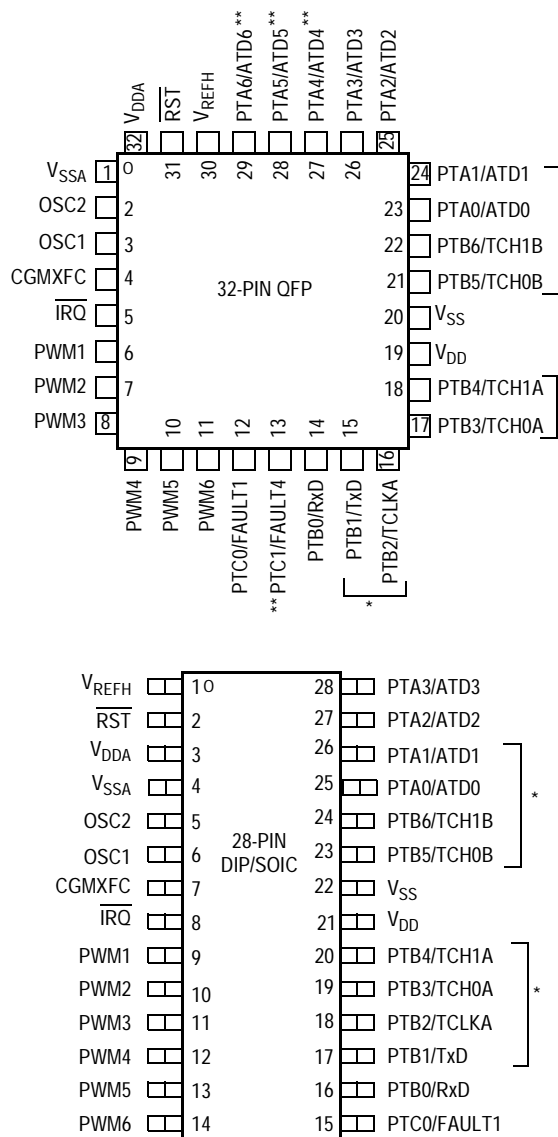 VDDA
RST
VREFH
PTA6/ATD6 **
PTA5/ATD5 **
PTA4/ATD4 **
PTA3/ATD3
PTA2/ATD2
32 31 30 29 28 27 26 25
VSSA 1 O 24 PTA1/ATD1
OSC2 2 23 PTA0/ATD0
OSC1 3 22 PTB6/TCH1B
CGMXFC 4 32-PIN QFP 21 PTB5/TCH0B
IRQ 5 20 VSS
PWM1 6 19 VDD
PWM2 7 18 PTB4/TCH1A
PWM3 8 17 PTB3/TCH0A
9 10 11 12 13 14 15 16
PWM4
PWM5
PWM6
PTC0/FAULT1
** PTC1/FAULT4
PTB0/RxD
PTB1/TxD
PTB2/TCLKA
*
VREFH 1 O 28 PTA3/ATD3
RST 2 27 PTA2/ATD2
VDDA 3 26 PTA1/ATD1
VSSA 4 25 PTA0/ATD0 *
OSC2 5 24 PTB6/TCH1B
28-PIN
DIP/SOIC
OSC1 6 23 PTB5/TCH0B
CGMXFC 7 22 VSS
IRQ 8 21 VDD
PWM1 9 20 PTB4/TCH1A
PWM2 10 19 PTB3/TCH0A *
PWM3 11 18 PTB2/TCLKA
PWM4 12 17 PTB1/TxD
PWM5 13 16 PTB0/RxD
PWM6 14 15 PTC0/FAULT1